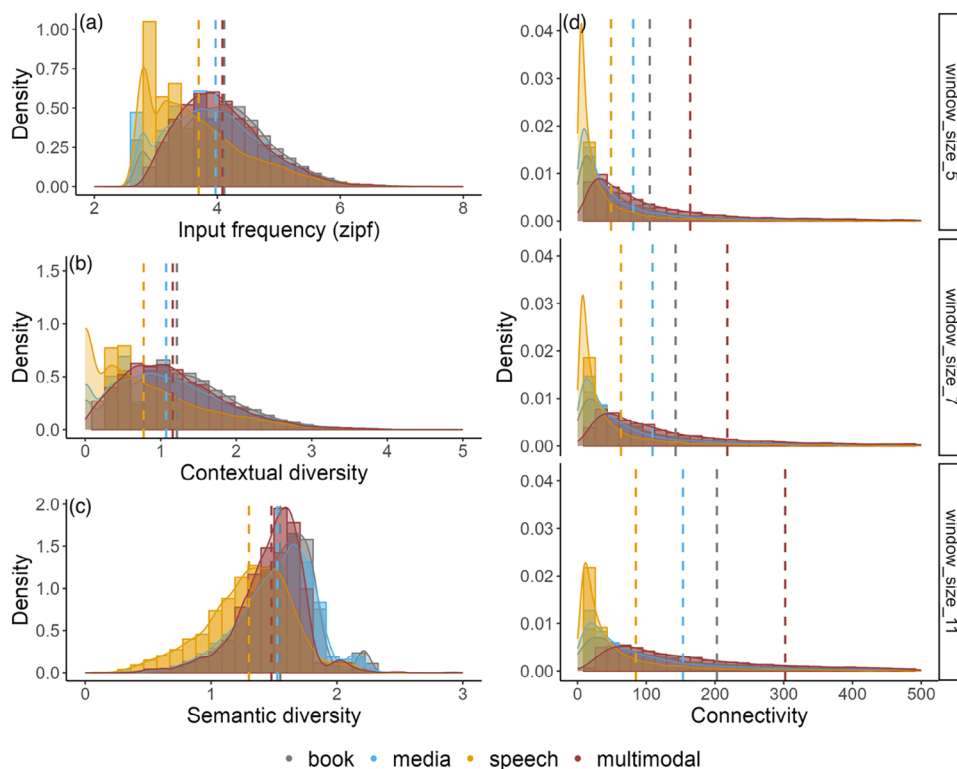 (a)
1.00
0.75
0.50
0.25
0.00
Density
2 4 6 8
Input frequency (zipf)
(b)
1.5
1.0
0.5
0.0
Density
0 1 2 3 4 5
Contextual diversity
(c)
2.0
1.5
1.0
0.5
0.0
Density
0 1 2 3
Semantic diversity
(d)
0.04
0.03
0.02
0.01
0.00
window_size_5
0.04
0.03
0.02
0.01
0.00
Density
window_size_7
0.04
0.03
0.02
0.01
0.00
window_size_11
0 100 200 300 400 500
Connectivity
book media speech multimodal